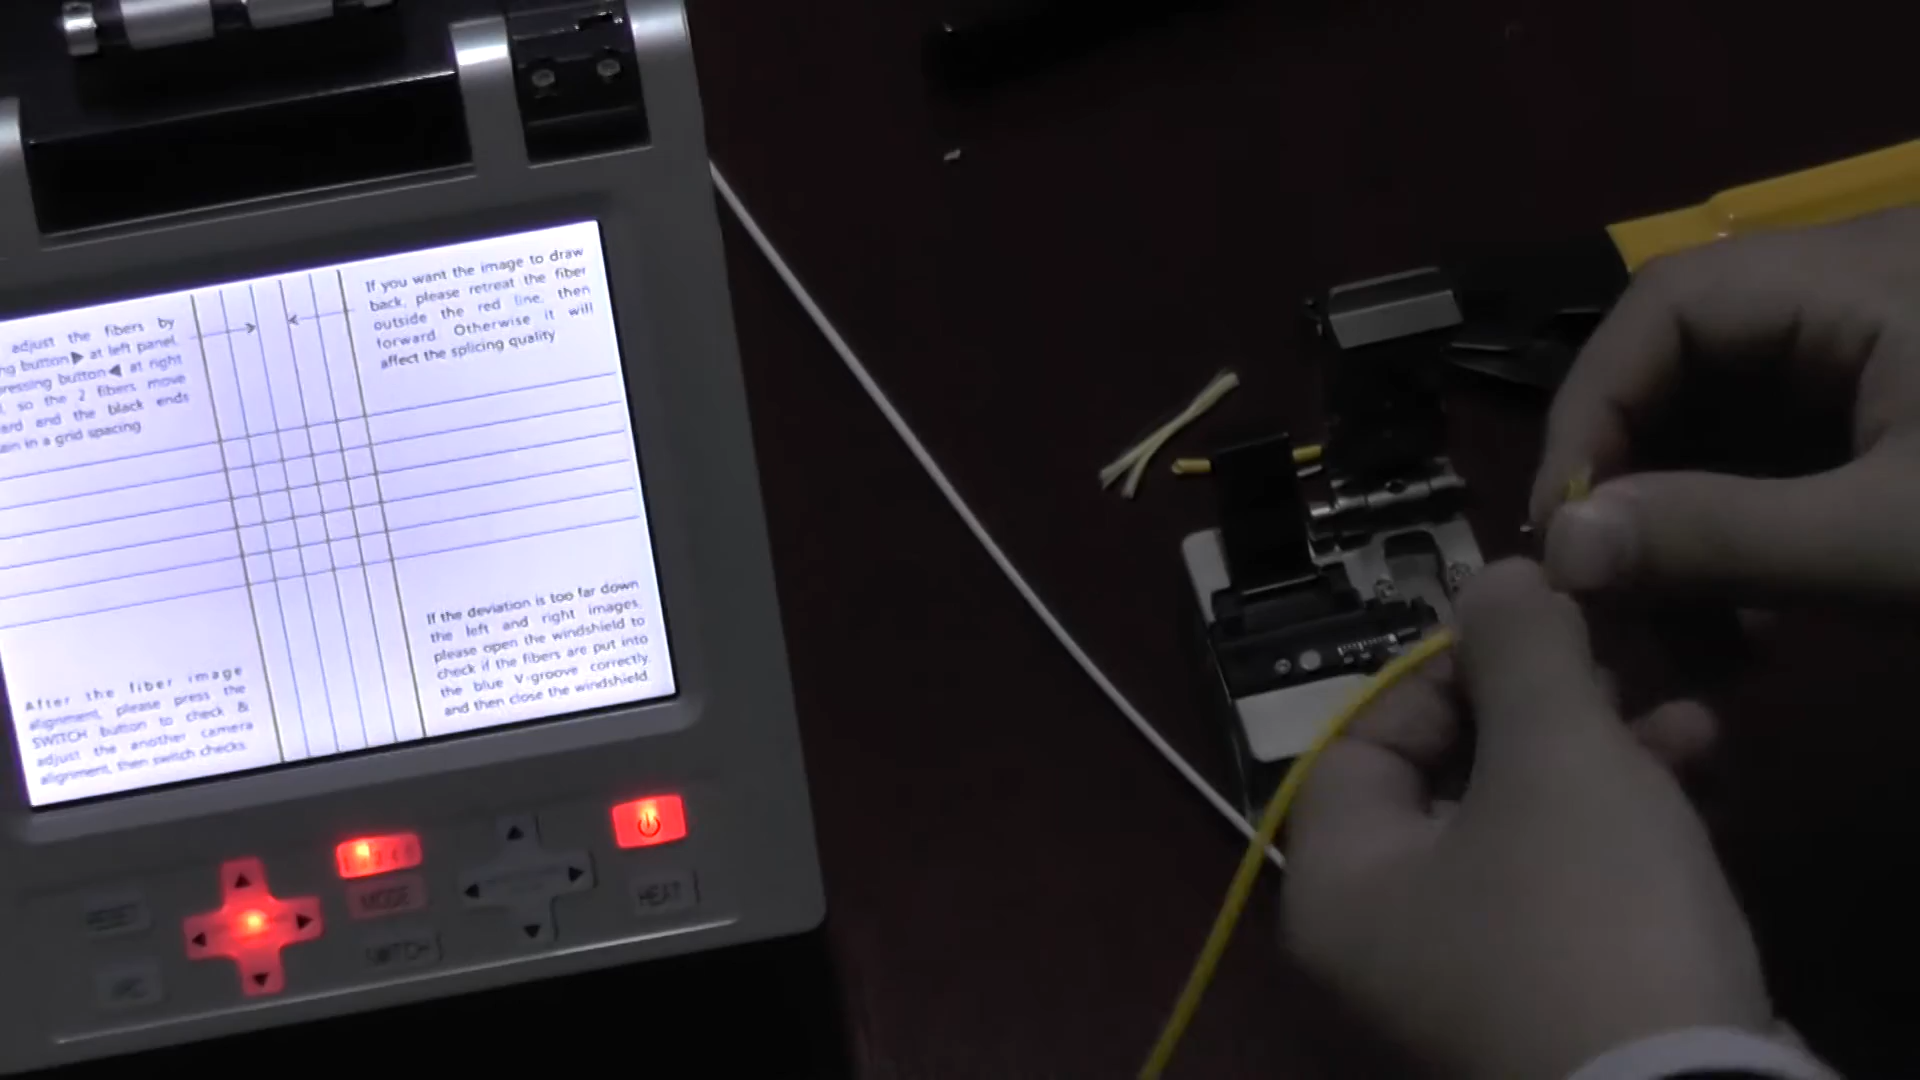 adjust the fibers by
ng button▶ at left panel,
ressing button◀ at right
so the 2 fibers move
ard and the black ends
ain in a grid spacing
If you want the image to draw
back, please retreat the fiber
outside the red line, then
forward. Otherwise it will
affect the splicing quality
After the fiber image
alignment, please press the
SWITCH button to check &
adjust the another camera
alignment, then switch checks
If the deviation is too far down
the left and right images,
please open the windshield to
check if the fibers are put into
the blue V-groove correctly,
and then close the windshield.
RESET
MODE
SWITCH
HEAT
ARC